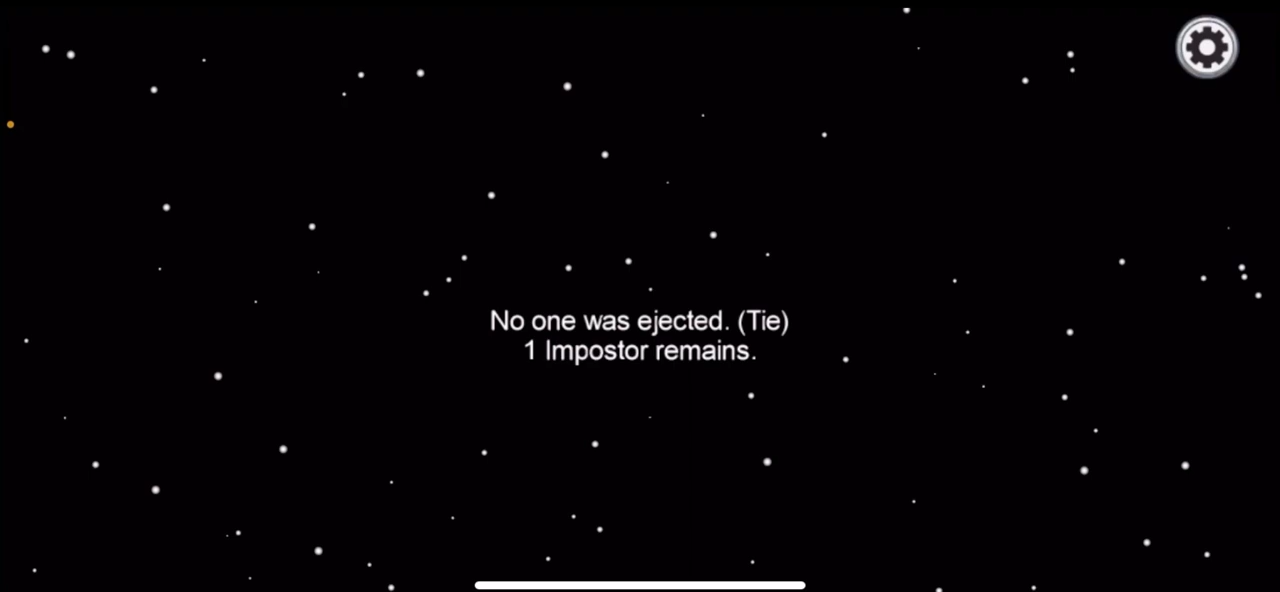 No one was ejected. (Tie)
1 Impostor remains.